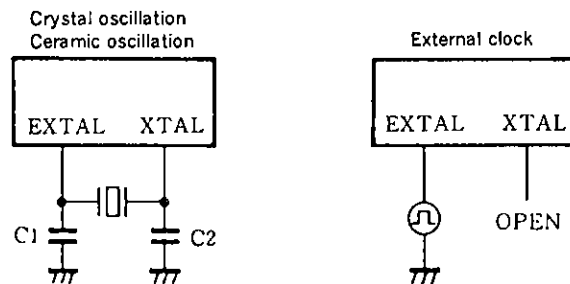 Crystal oscillation
Ceramic oscillation
EXTAL XTAL
C1
C2
External clock
EXTAL XTAL
OPEN